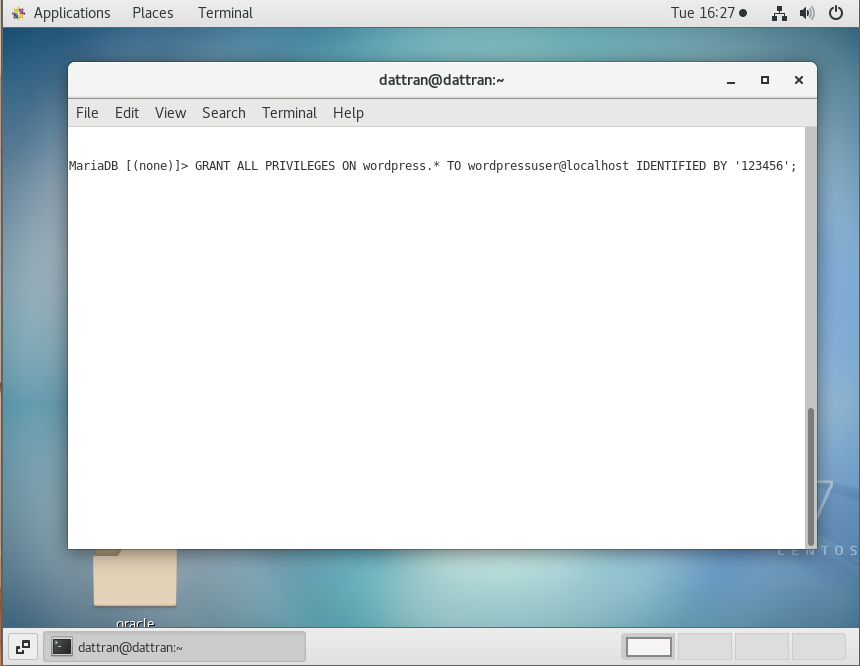 Applications Places Terminal Tue 16:27
dattran@dattran:~
File Edit View Search Terminal Help
MariaDB [(none)]> GRANT ALL PRIVILEGES ON wordpress.* TO wordpressuser@localhost IDENTIFIED BY '123456';
7
CENTOS
oracle
dattran@dattran:~